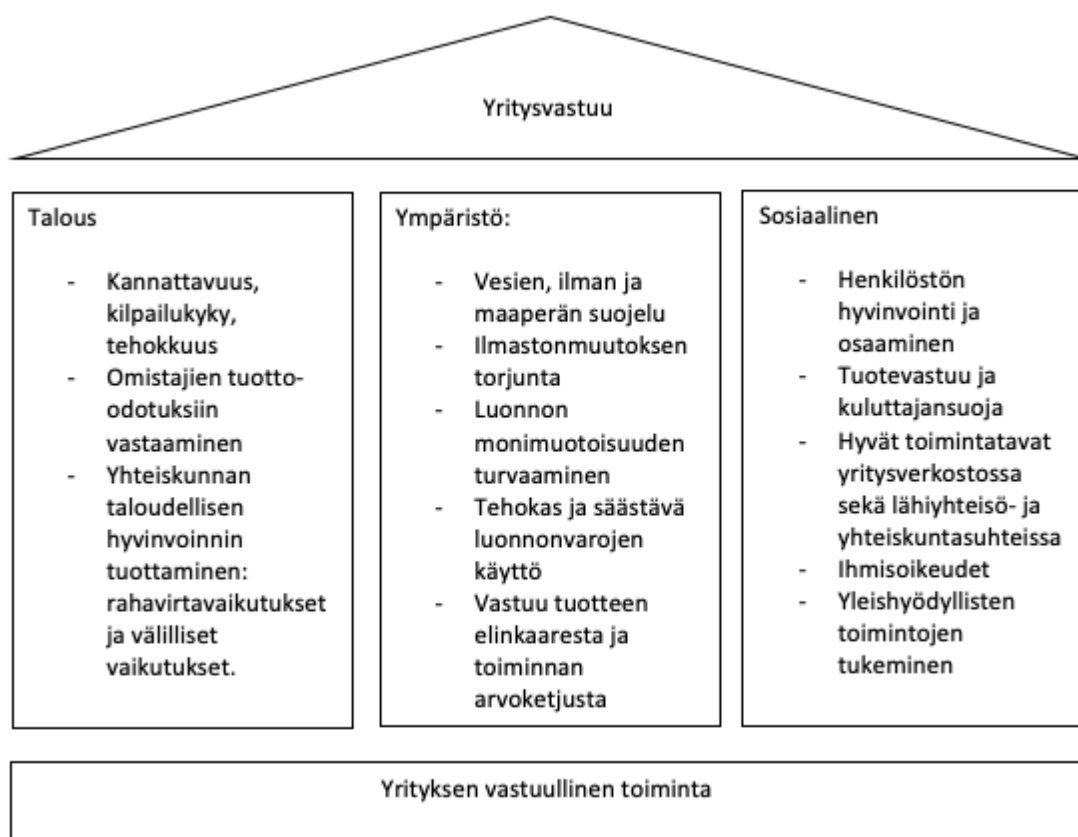 Yritysvastuu
Talous
- Kannattavuus,
kilpailukyky,
tehokkuus
- Omistajien tuotto-
odotuksiin
vastaaminen
- Yhteiskunnan
taloudellisen
hyvinvoinnin
tuottaminen:
rahavirtavaikutukset
ja välilliset
vaikutukset.
Ympäristö:
- Vesien, ilman ja
maaperän suojelu
- Ilmastonmuutoksen
torjunta
- Luonnon
monimuotoisuuden
turvaaminen
- Tehokas ja säästävä
luonnonvarojen
käyttö
- Vastuu tuotteen
elinkaaresta ja
toiminnan
arvoketjusta
Sosiaalinen
- Henkilöstön
hyvinvointi ja
osaaminen
- Tuotevastuu ja
kuluttajansuoja
- Hyvät toimintatavat
yritysverkostossa
sekä lähiyhteisö- ja
yhteiskuntasuhteissa
- Ihmisoikeudet
- Yleishyödyllisten
toimintojen
tukeminen
Yrityksen vastuullinen toiminta